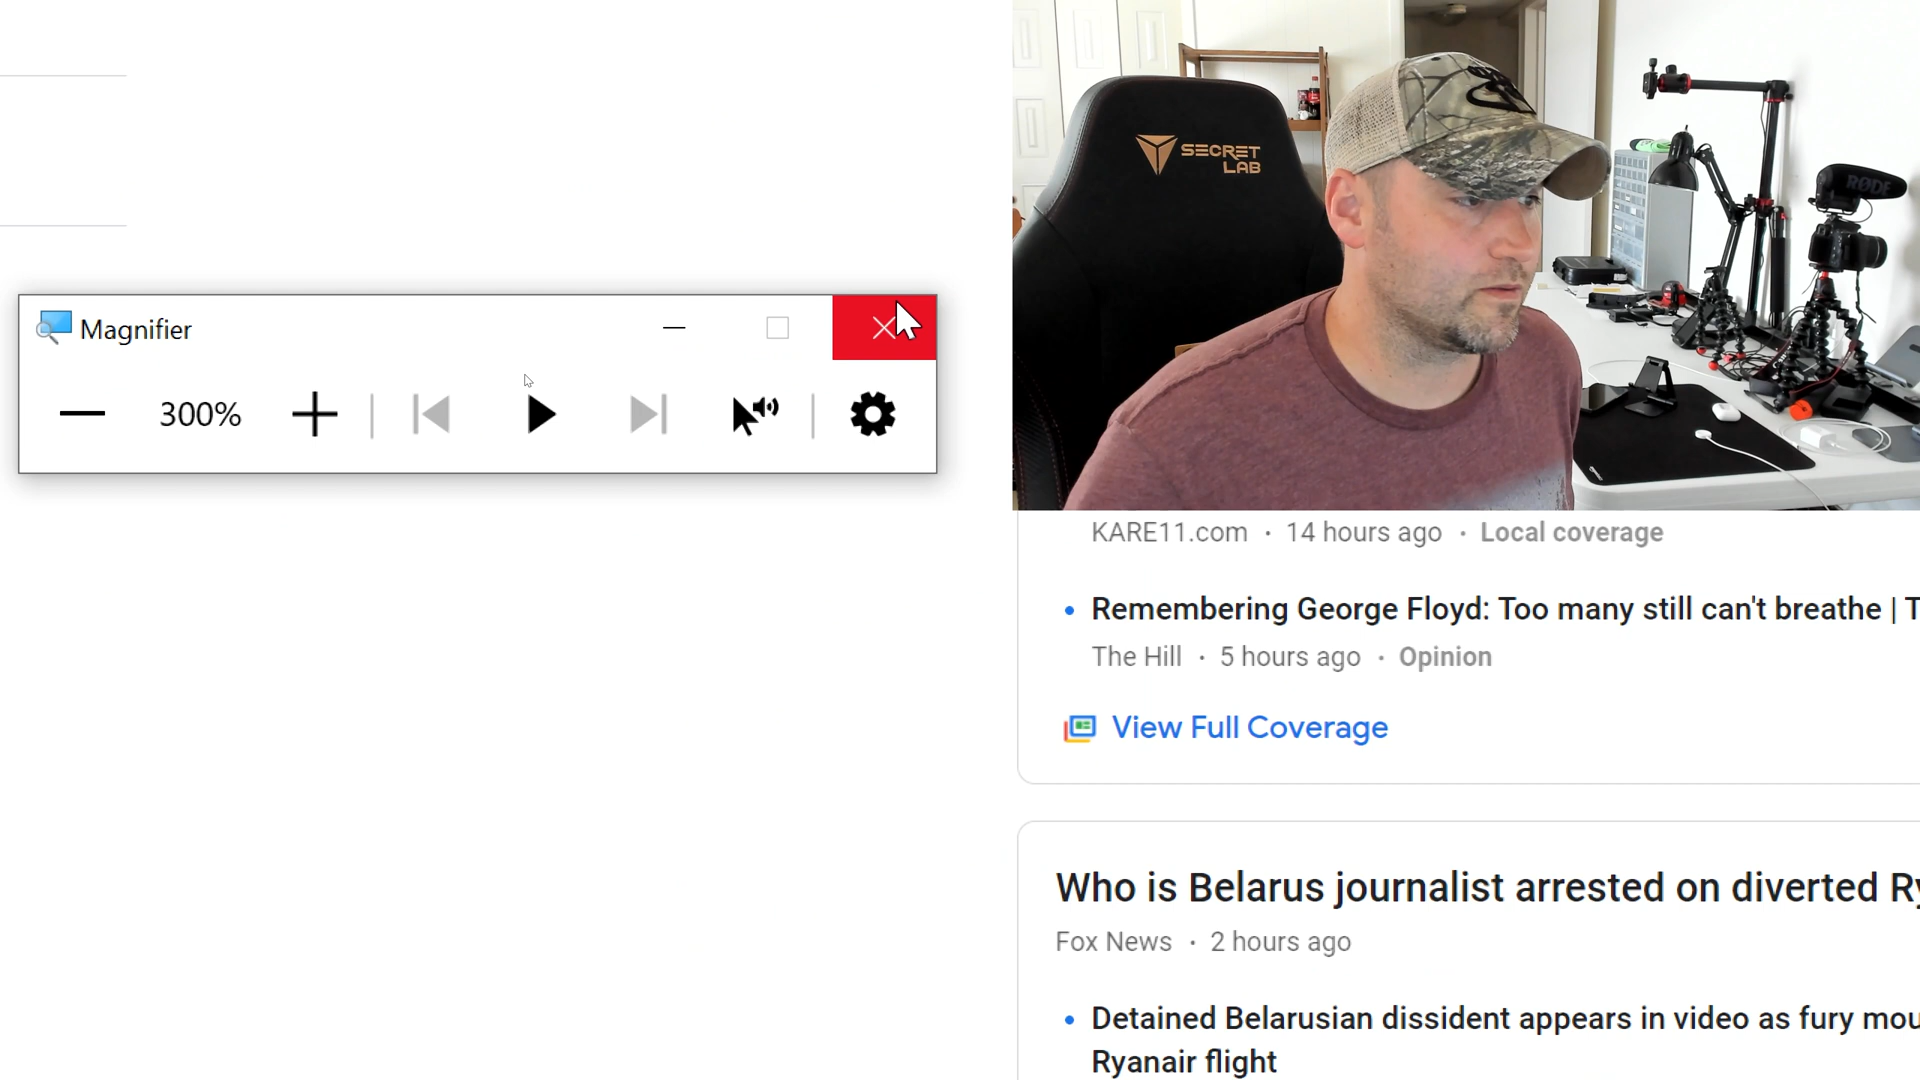 SECRET
LAB
RØDE
Magnifier
300%
KARE11.com · 14 hours ago · Local coverage
Remembering George Floyd: Too many still can't breathe | T
The Hill · 5 hours ago · Opinion
View Full Coverage
Who is Belarus journalist arrested on diverted Ry
Fox News · 2 hours ago
Detained Belarusian dissident appears in video as fury mou
Ryanair flight